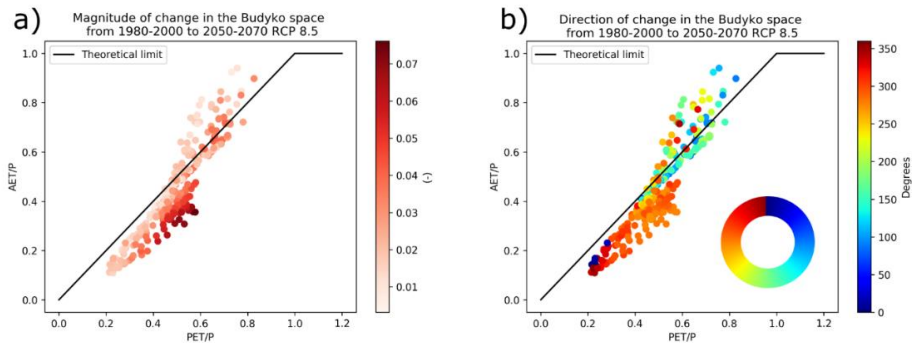 a)
Magnitude of change in the Budyko space
from 1980-2000 to 2050-2070 RCP 8.5
Theoretical limit
1.0
0.8
0.6
0.4
0.2
0.0
AET/P
0.0 0.2 0.4 0.6 0.8 1.0 1.2
PET/P
0.07
0.06
0.05
0.04
0.03
0.02
0.01
(-)
b)
Direction of change in the Budyko space
from 1980-2000 to 2050-2070 RCP 8.5
Theoretical limit
1.0
0.8
0.6
0.4
0.2
0.0
AET/P
0.0 0.2 0.4 0.6 0.8 1.0 1.2
PET/P
350
300
250
200
150
100
50
0
Degrees